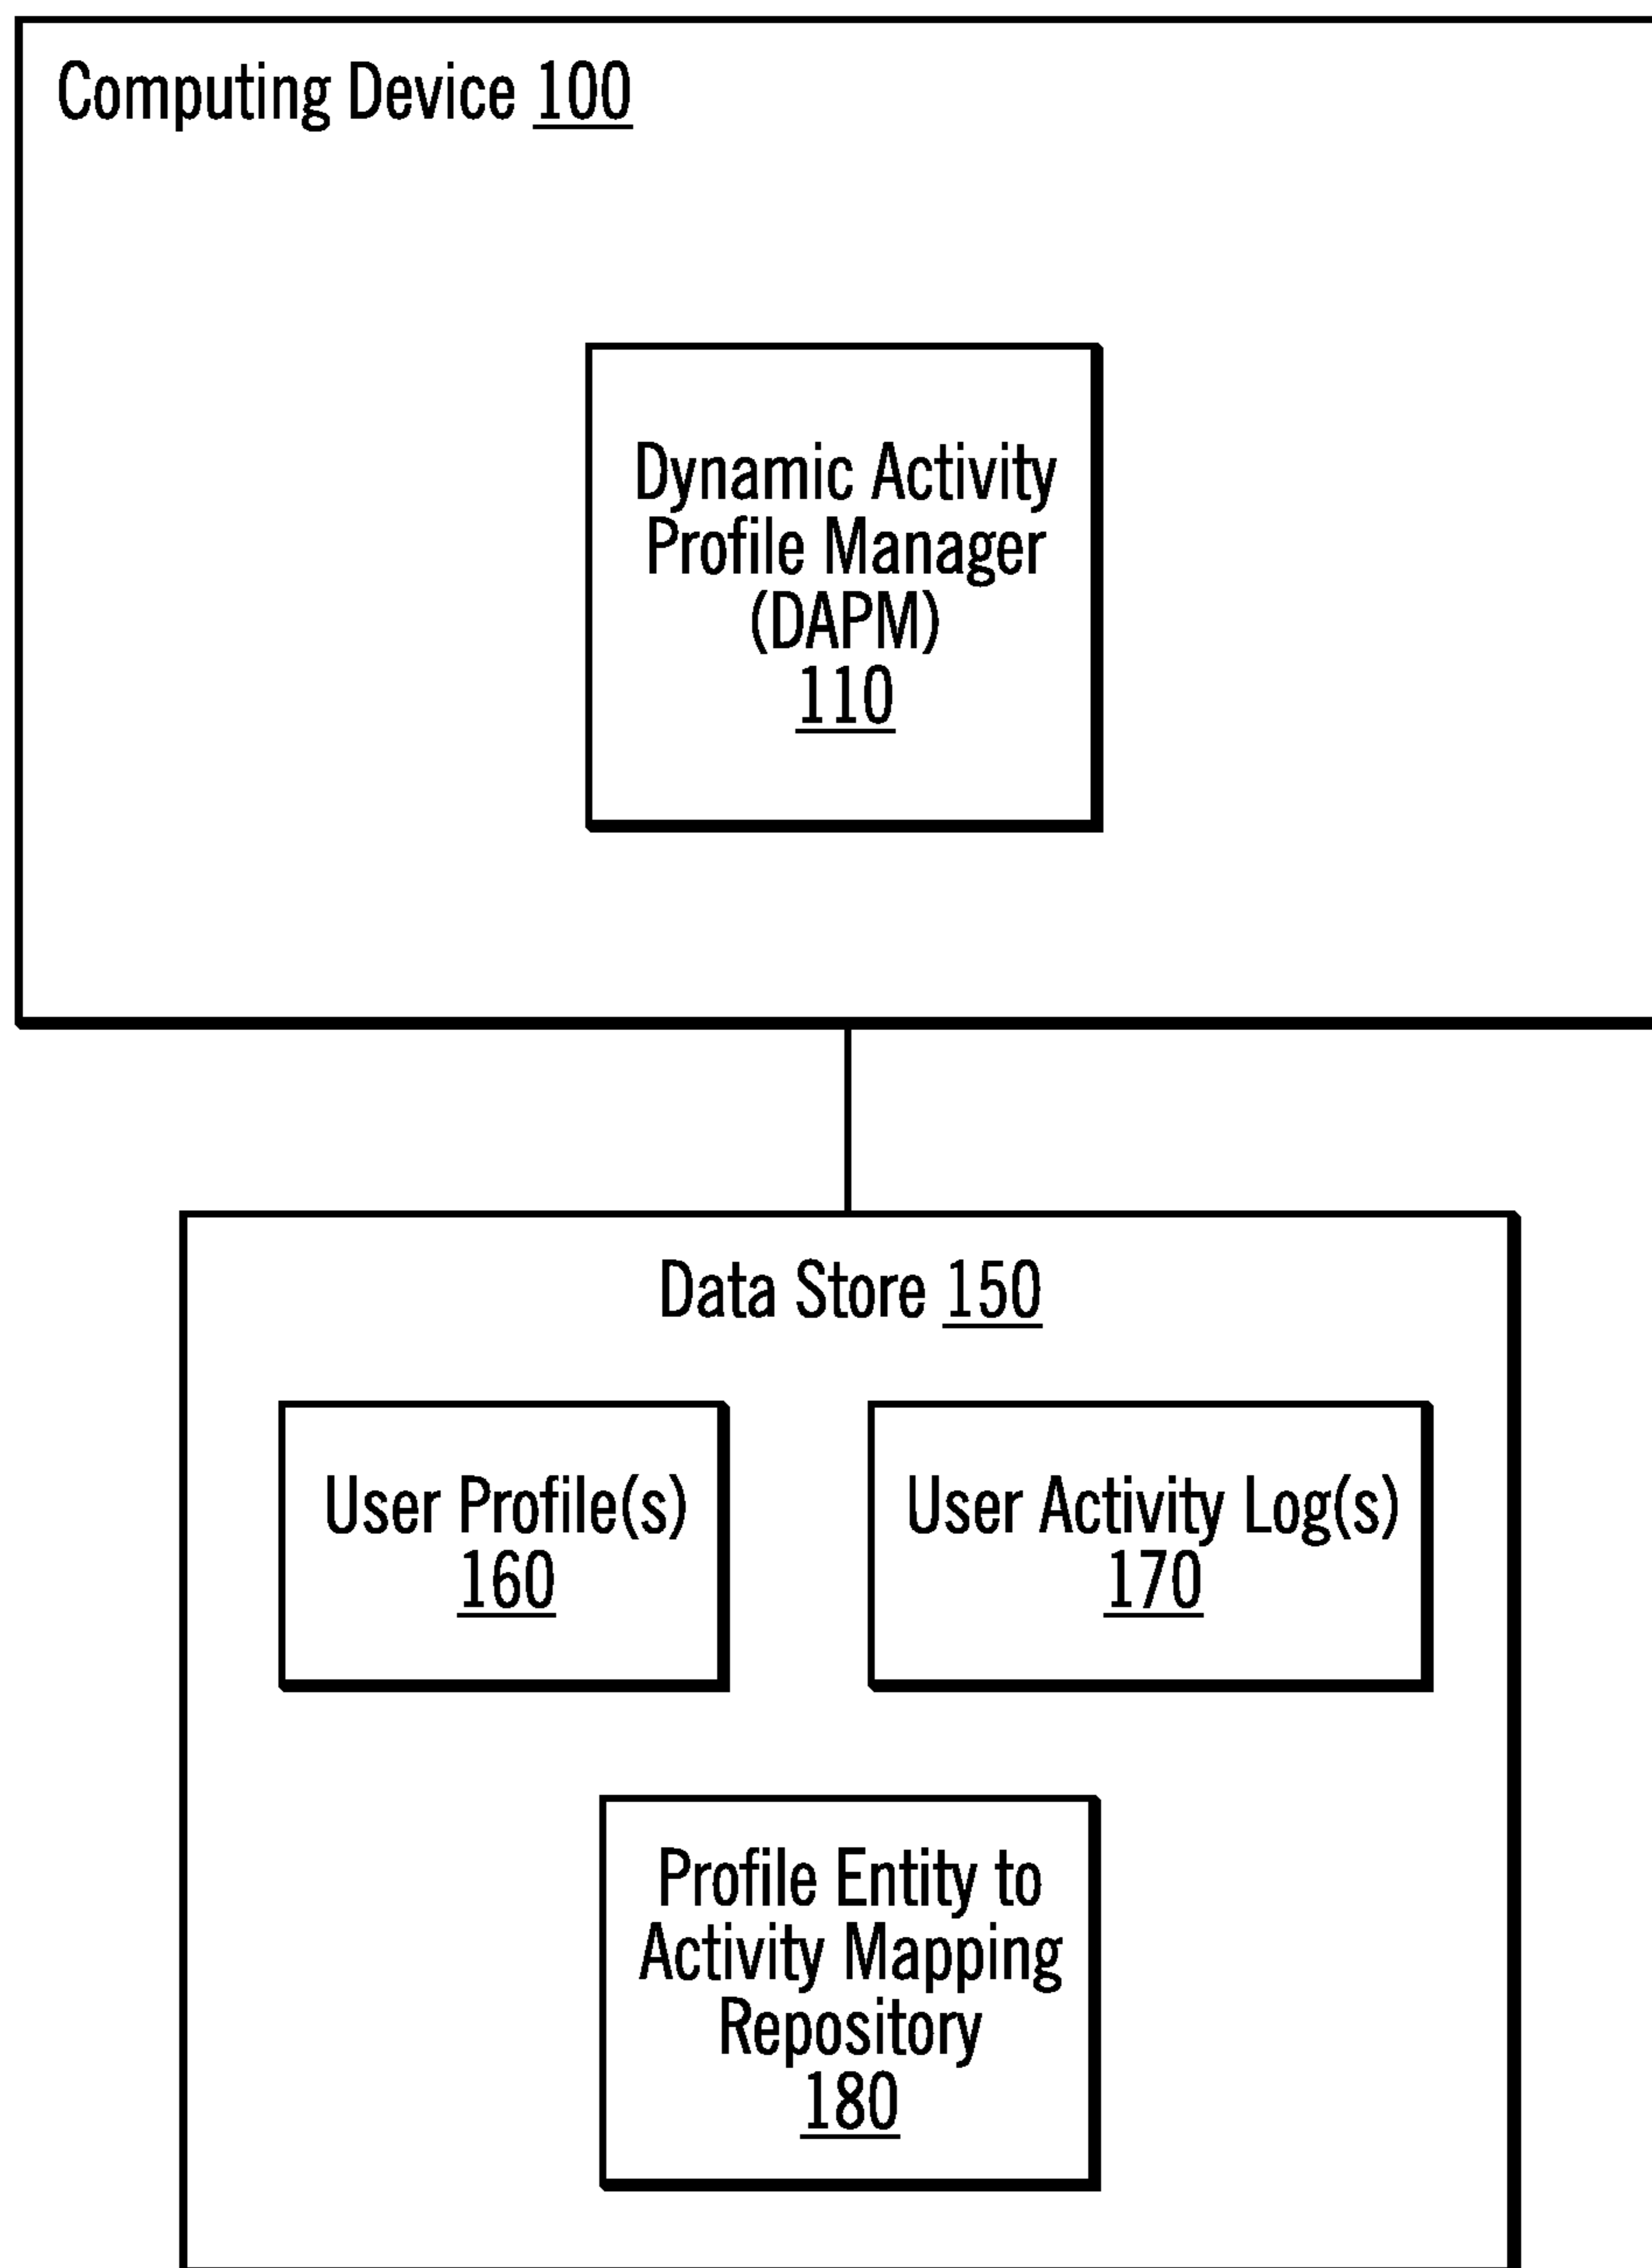 Computing Device 100
Dynamic Activity
Profile Manager
(DAPM)
110
Data Store 150
User Profile(s)
160
User Activity Log(s)
170
Profile Entity to
Activity Mapping
Repository
180